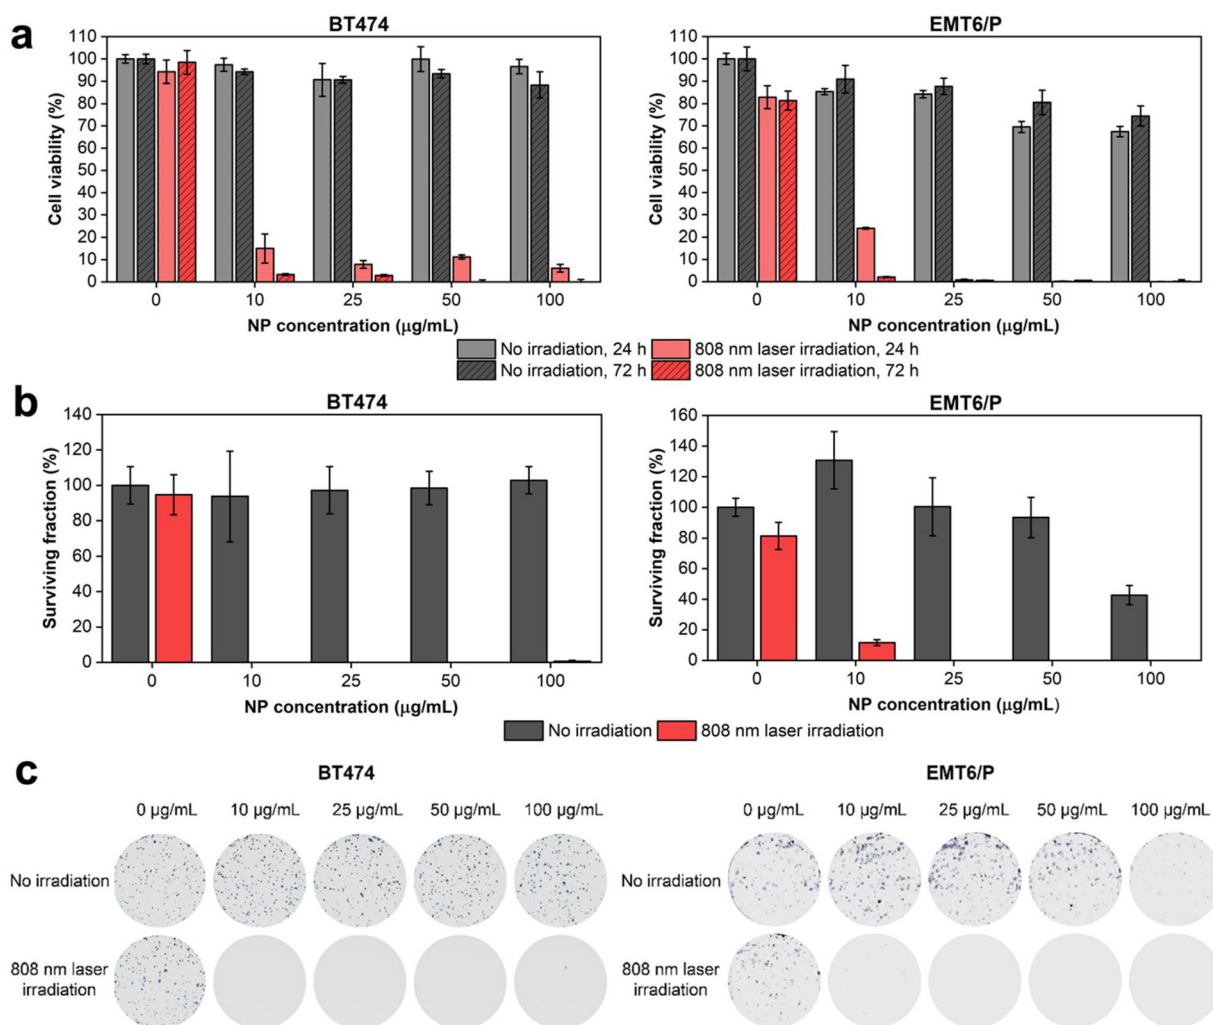 a
BT474
EMT6/P
110
100
90
80
70
60
50
40
30
20
10
0
Cell viability (%)
0 10 25 50 100
NP concentration (µg/mL)
110
100
90
80
70
60
50
40
30
20
10
0
Cell viability (%)
0 10 25 50 100
NP concentration (µg/mL)
No irradiation, 24 h 808 nm laser irradiation, 24 h
No irradiation, 72 h 808 nm laser irradiation, 72 h
b
BT474
EMT6/P
140
120
100
80
60
40
20
0
Surviving fraction (%)
0 10 25 50 100
NP concentration (µg/mL)
160
140
120
100
80
60
40
20
0
Surviving fraction (%)
0 10 25 50 100
NP concentration (µg/mL)
No irradiation 808 nm laser irradiation
c
BT474
EMT6/P
0 µg/mL 10 µg/mL 25 µg/mL 50 µg/mL 100 µg/mL
No irradiation
808 nm laser
irradiation
0 µg/mL 10 µg/mL 25 µg/mL 50 µg/mL 100 µg/mL
No irradiation
808 nm laser
irradiation